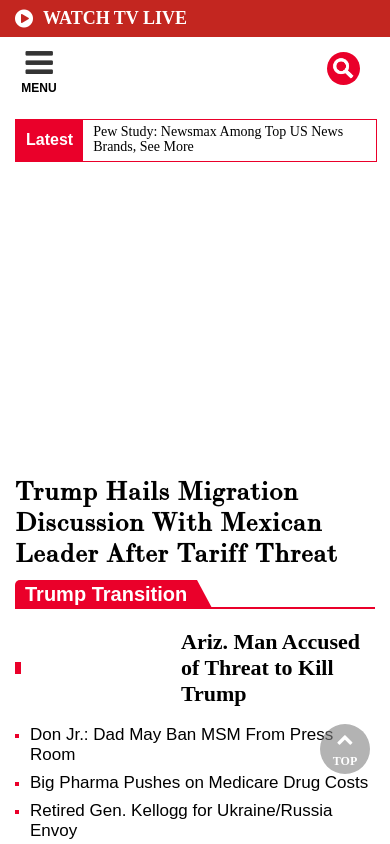 WATCH TV LIVE
MENU
Latest
Pew Study: Newsmax Among Top US News
Brands, See More
Trump Hails Migration
Discussion With Mexican
Leader After Tariff Threat
Trump Transition
Ariz. Man Accused
of Threat to Kill
Trump
Don Jr.: Dad May Ban MSM From Press
Room
Big Pharma Pushes on Medicare Drug Costs
Retired Gen. Kellogg for Ukraine/Russia
Envoy
TOP